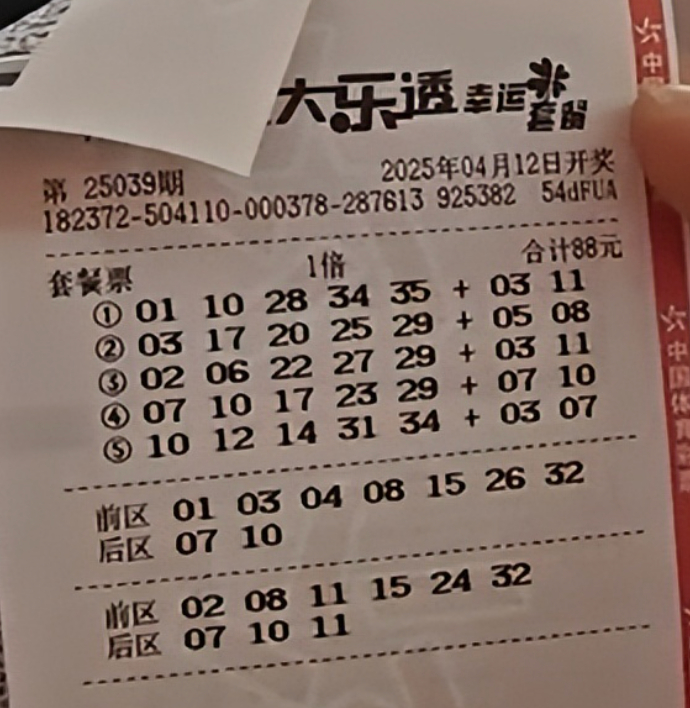 大乐透 幸运套餐
第 25039期 2025年04月12日开奖
182372-504110-000378-287613 925382 54dFUA
套餐票 1倍 合计88元
① 01 10 28 34 35 + 03 11
② 03 17 20 25 29 + 05 08
③ 02 06 22 27 29 + 03 11
④ 07 10 17 23 29 + 07 10
⑤ 10 12 14 31 34 + 03 07
前区 01 03 04 08 15 26 32
后区 07 10
前区 02 08 11 15 24 32
后区 07 10 11
中国体育彩票